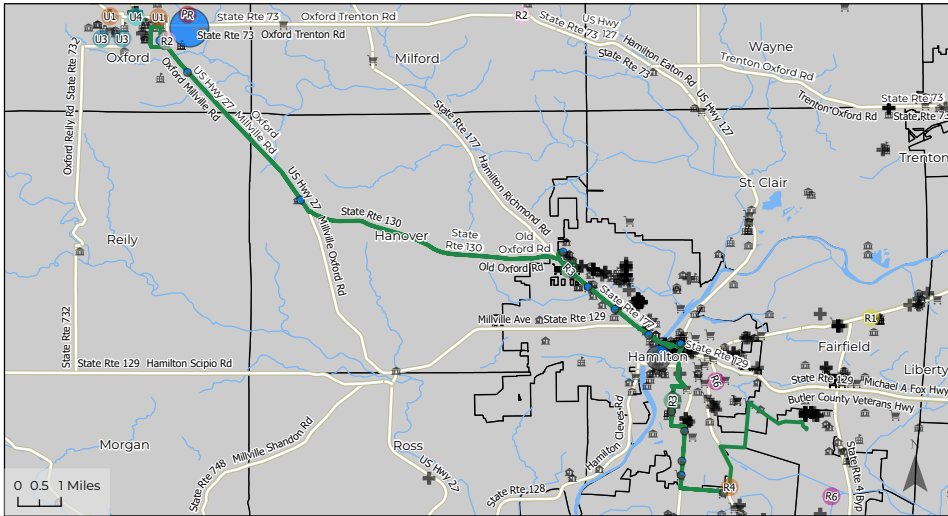 U1
U4
U1
PR
State Rte 73
Oxford Trenton Rd
R2
State Rte 73
US Hwy 127
U3
U3
R2
State Rte 73
Oxford Trenton Rd
Hamilton Eaton Rd
Wayne
Oxford
Milford
State Rte 73
Trenton Oxford Rd
Oxford Reily Rd
State Rte 732
US Hwy 27
Oxford Millville Rd
Oxford
Millville Rd
State Rte 177
US Hwy 127
State Rte 73
Trenton Oxford Rd
State Rte 73
Trenton
Hamilton Richmond Rd
US Hwy 27
St. Clair
State Rte 130
Reily
Hanover
State
Rte 130
Old
Oxford Rd
Old Oxford Rd
Millville Oxford Rd
R3
State Rte 177
State Rte 732
Millville Ave
State Rte 129
R1
State Rte 129
Hamilton Scipio Rd
Hamilton
State Rte 129
Fairfield
Liberty
R6
State Rte 129
Michael A Fox Hwy
Butler County Veterans Hwy
R3
Morgan
Millville Shandon Rd
State Rte 748
Ross
Hamilton Cleves Rd
US Hwy 27
State Rte 128
State Rte 4 Byp
N
0 0.5 1 Miles
R4
R6